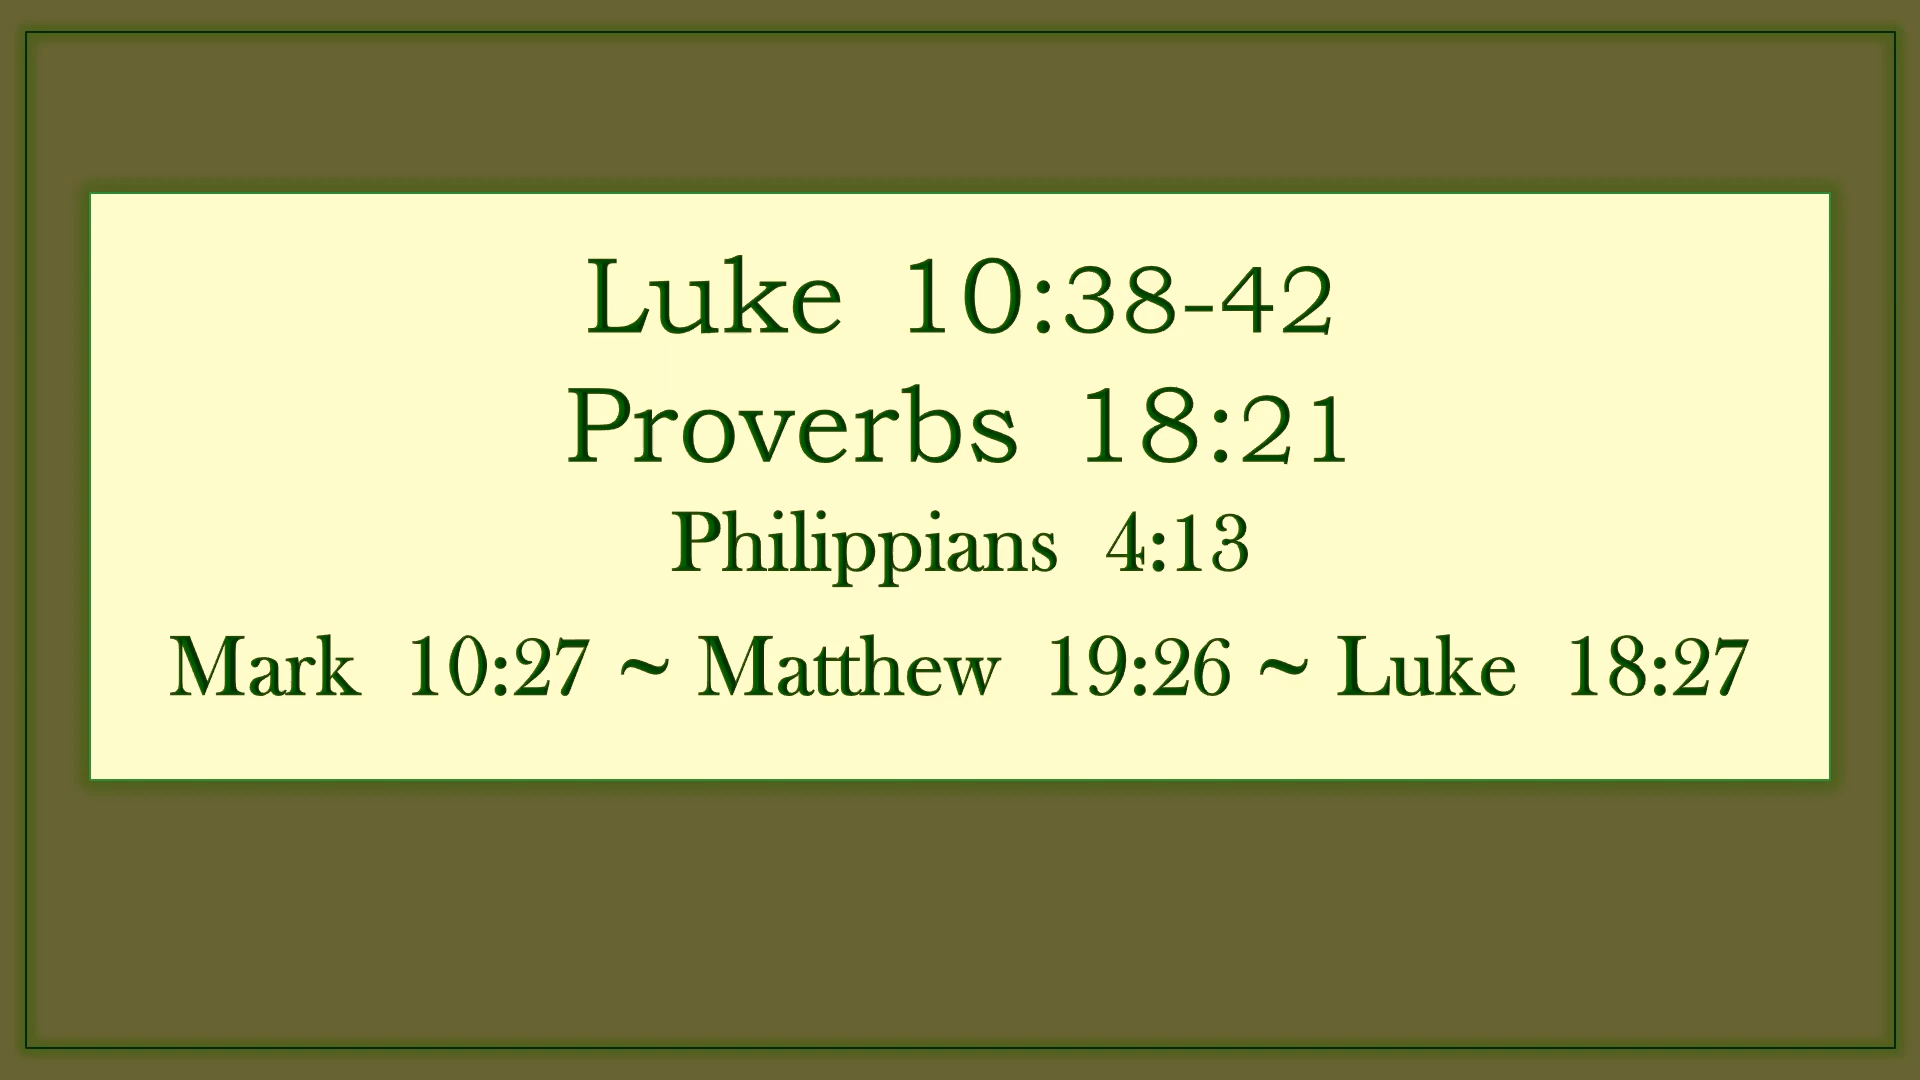 Luke 10:38-42
Proverbs 18:21
Philippians 4:13
Mark 10:27 ~ Matthew 19:26 ~ Luke 18:27